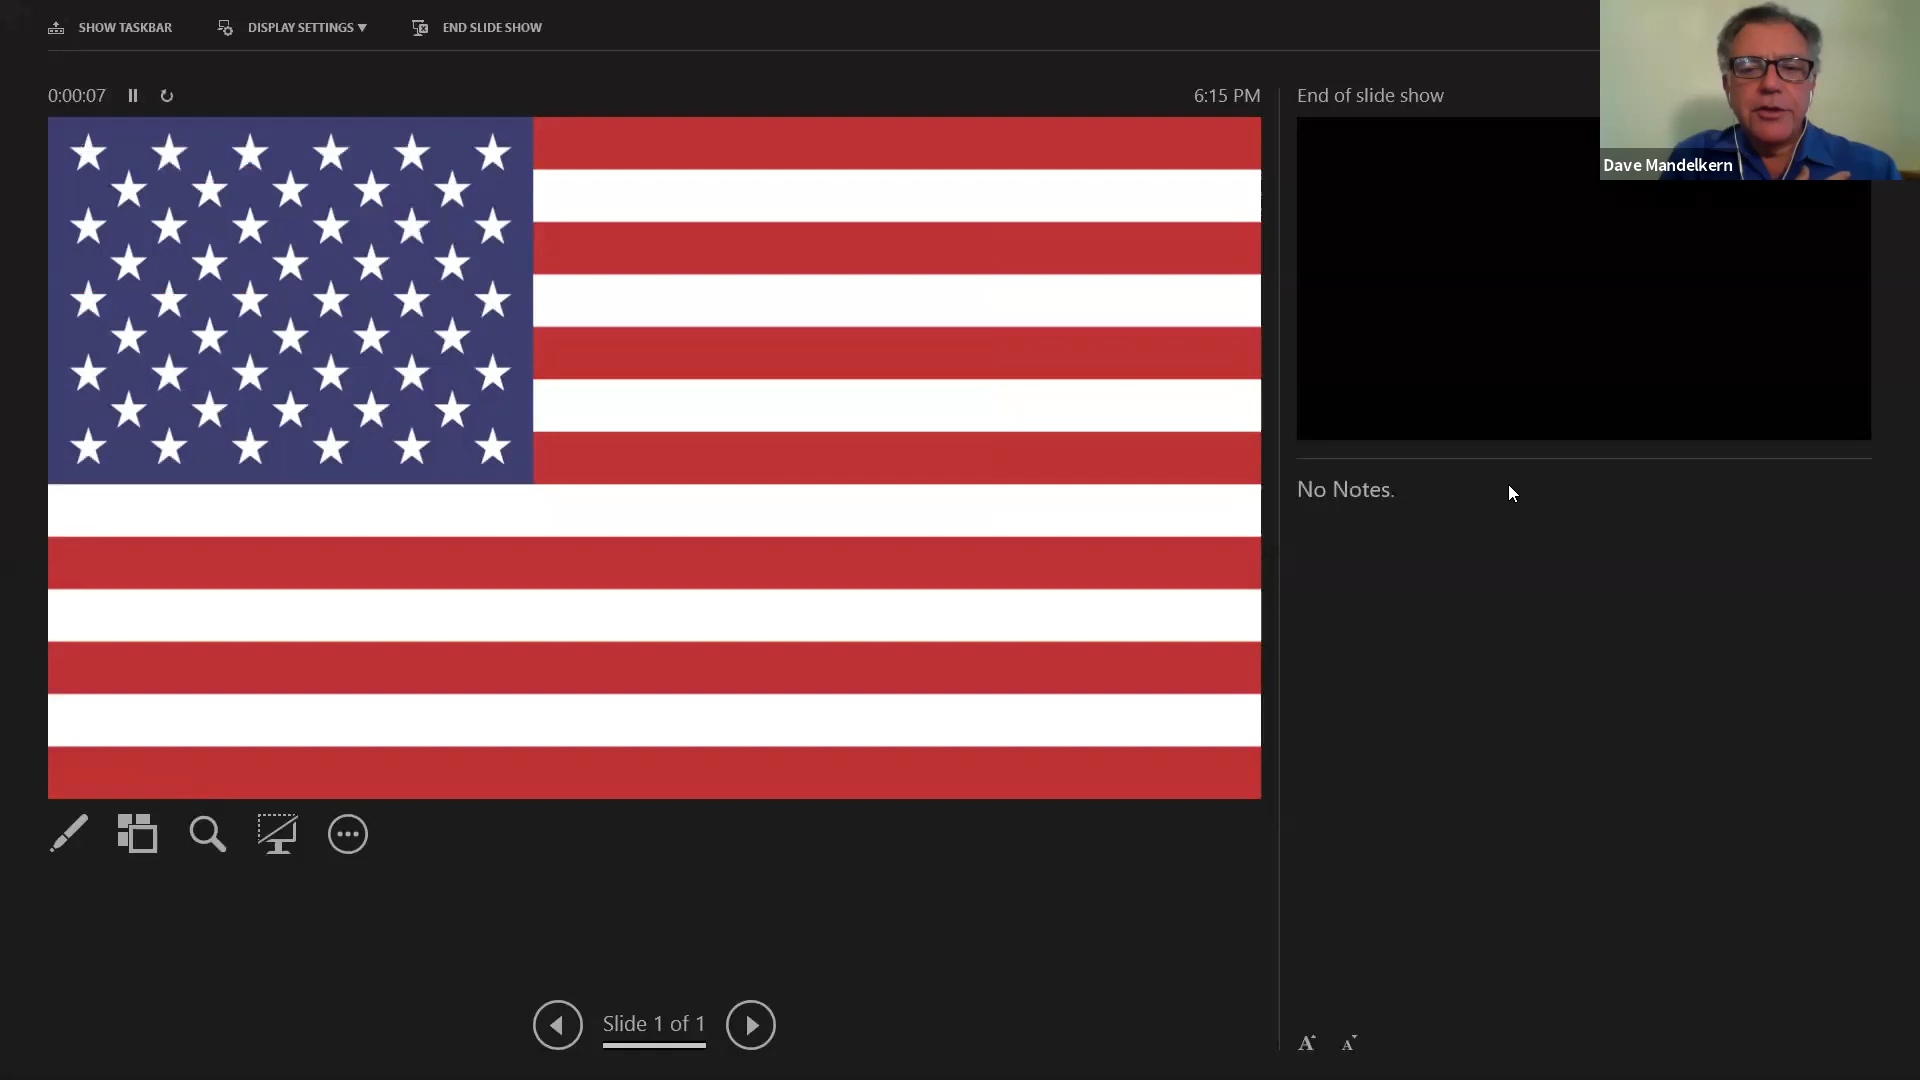 SHOW TASKBAR DISPLAY SETTINGS ▼ END SLIDE SHOW
0:00:07 6:15 PM End of slide show
Dave Mandelkern
No Notes.
Slide 1 of 1
A A